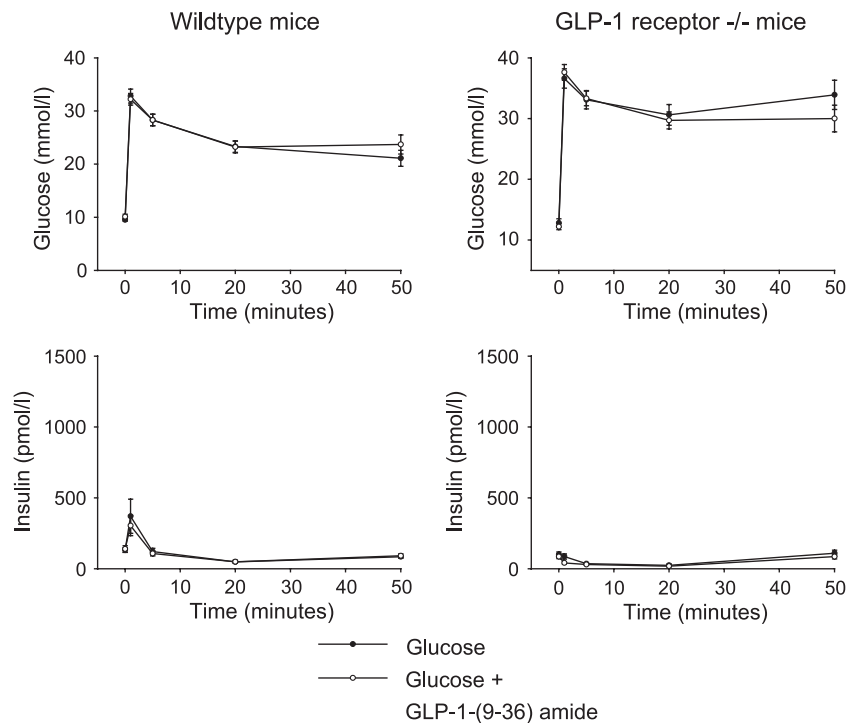 Wildtype mice
GLP-1 receptor -/- mice
Glucose (mmol/l)
40
30
20
10
0
0 10 20 30 40 50
Time (minutes)
Glucose (mmol/l)
40
30
20
10
0 10 20 30 40 50
Time (minutes)
Insulin (pmol/l)
1500
1000
500
0
0 10 20 30 40 50
Time (minutes)
Insulin (pmol/l)
1500
1000
500
0
0 10 20 30 40 50
Time (minutes)
Glucose
Glucose +
GLP-1-(9-36) amide